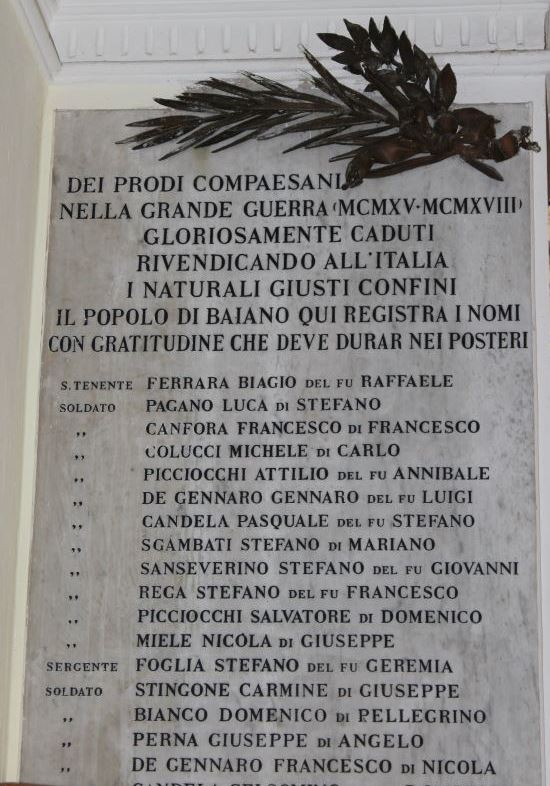 DEI PRODI COMPAESANI
NELLA GRANDE GUERRA (MCMXV-MCMXVIII)
GLORIOSAMENTE CADUTI
RIVENDICANDO ALL'ITALIA
I NATURALI GIUSTI CONFINI
IL POPOLO DI BAIANO QUI REGISTRA I NOMI
CON GRATITUDINE CHE DEVE DURAR NEI POSTERI
S. TENENTE FERRARA BIAGIO DEL FU RAFFAELE
SOLDATO PAGANO LUCA DI STEFANO
,, CANFORA FRANCESCO DI FRANCESCO
,, COLUCCI MICHELE DI CARLO
,, PICCIOCCHI ATTILIO DEL FU ANNIBALE
,, DE GENNARO GENNARO DEL FU LUIGI
,, CANDELA PASQUALE DEL FU STEFANO
,, SGAMBATI STEFANO DI MARIANO
,, SANSEVERINO STEFANO DEL FU GIOVANNI
,, REGA STEFANO DEL FU FRANCESCO
,, PICCIOCCHI SALVATORE DI DOMENICO
,, MIELE NICOLA DI GIUSEPPE
SERGENTE FOGLIA STEFANO DEL FU GEREMIA
SOLDATO STINGONE CARMINE DI GIUSEPPE
,, BIANCO DOMENICO DI PELLEGRINO
,, PERNA GIUSEPPE DI ANGELO
,, DE GENNARO FRANCESCO DI NICOLA
CANDELA